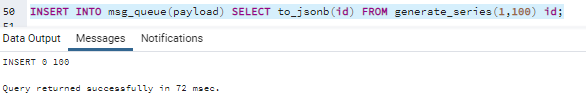 50 INSERT INTO msg_queue(payload) SELECT to_jsonb(id) FROM generate_series(1,100) id;
51
Data Output Messages Notifications
INSERT 0 100
Query returned successfully in 72 msec.